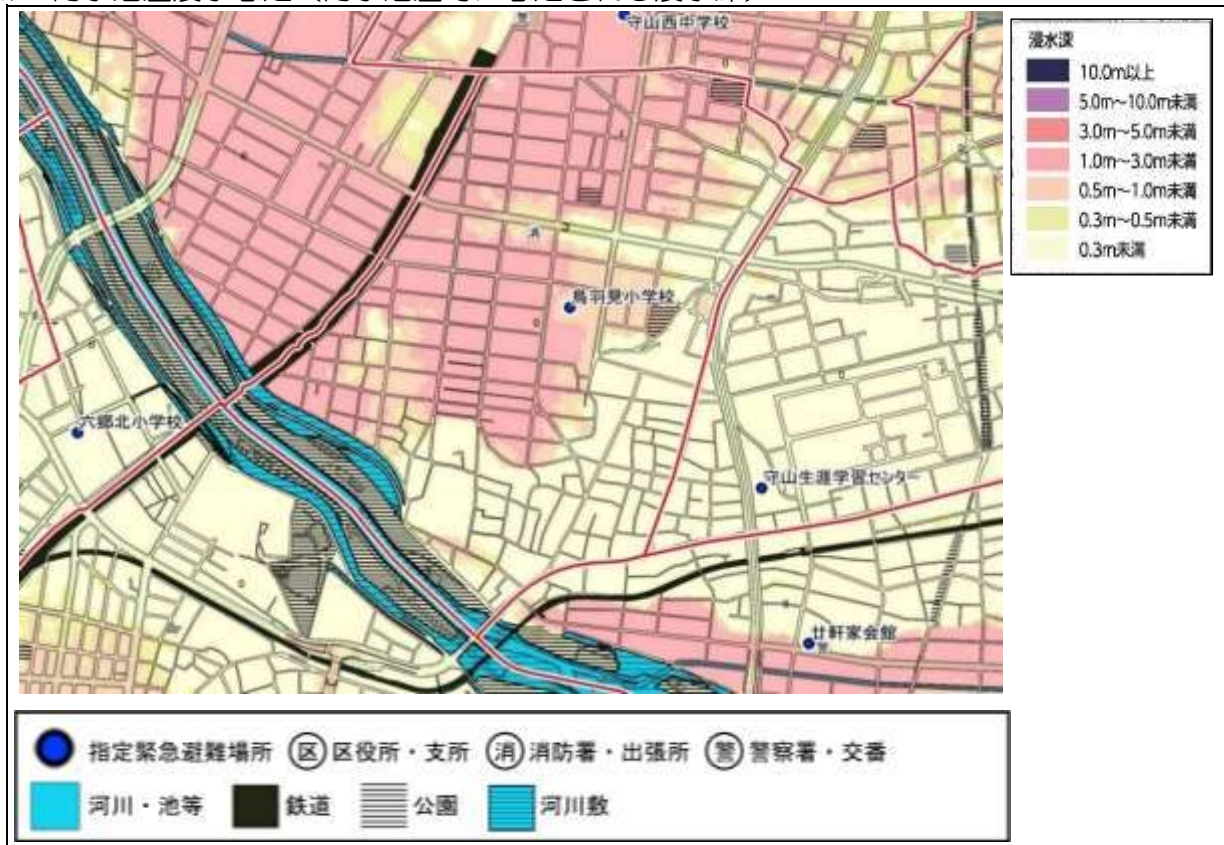 守山西中学校
鳥羽見小学校
六郷北小学校
守山生涯学習センター
廿軒家会館
浸水深
10.0m以上
5.0m～10.0m未満
3.0m～5.0m未満
1.0m～3.0m未満
0.5m～1.0m未満
0.3m～0.5m未満
0.3m未満
指定緊急避難場所 区 区役所・支所 消 消防署・出張所 警 警察署・交番
河川・池等 鉄道 公園 河川敷